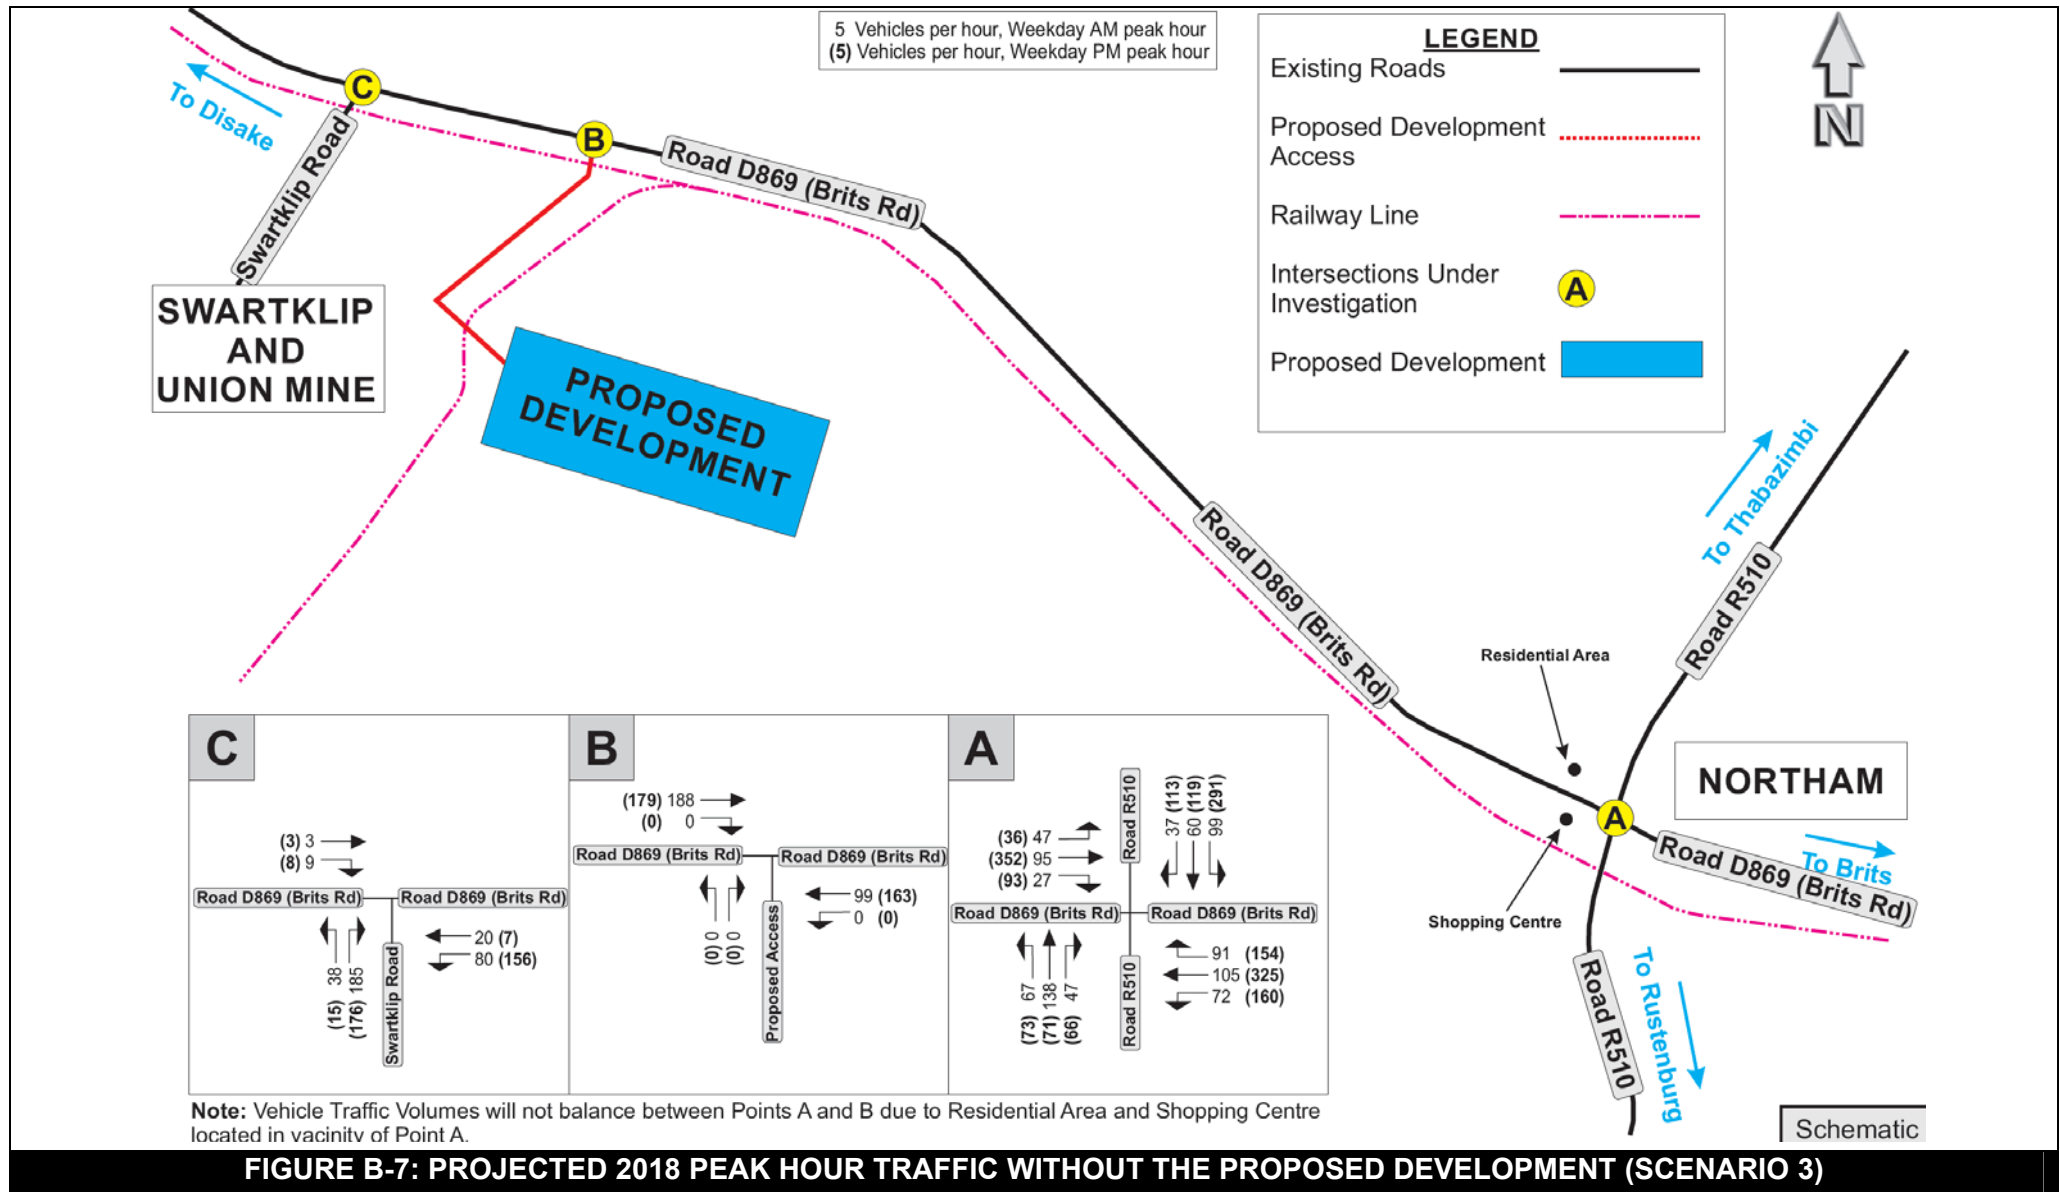 5 Vehicles per hour, Weekday AM peak hour
(5) Vehicles per hour, Weekday PM peak hour
LEGEND
Existing Roads
Proposed Development
Access
Railway Line
Intersections Under
Investigation
A
Proposed Development
N
C
To Disake
Swartklip Road
B
Road D869 (Brits Rd)
SWARTKLIP
AND
UNION MINE
PROPOSED
DEVELOPMENT
Road D869 (Brits Rd)
To Thabazimbi
Road R510
Residential Area
NORTHAM
A
Shopping Centre
Road D869 (Brits Rd)
To Brits
Road R510
To Rustenburg
C
(3) 3
(8) 9
Road D869 (Brits Rd)
Road D869 (Brits Rd)
20 (7)
80 (156)
(15) 38
(176) 185
Swartklip Road
B
(179) 188
(0) 0
Road D869 (Brits Rd)
Road D869 (Brits Rd)
99 (163)
0 (0)
(0) 0
(0) 0
Proposed Access
A
Road R510
37 (113)
60 (119)
99 (291)
(36) 47
(352) 95
(93) 27
Road D869 (Brits Rd)
Road D869 (Brits Rd)
91 (154)
105 (325)
72 (160)
(73) 67
(71) 138
(66) 47
Road R510
Note: Vehicle Traffic Volumes will not balance between Points A and B due to Residential Area and Shopping Centre
located in vacinity of Point A.
Schematic
FIGURE B-7: PROJECTED 2018 PEAK HOUR TRAFFIC WITHOUT THE PROPOSED DEVELOPMENT (SCENARIO 3)